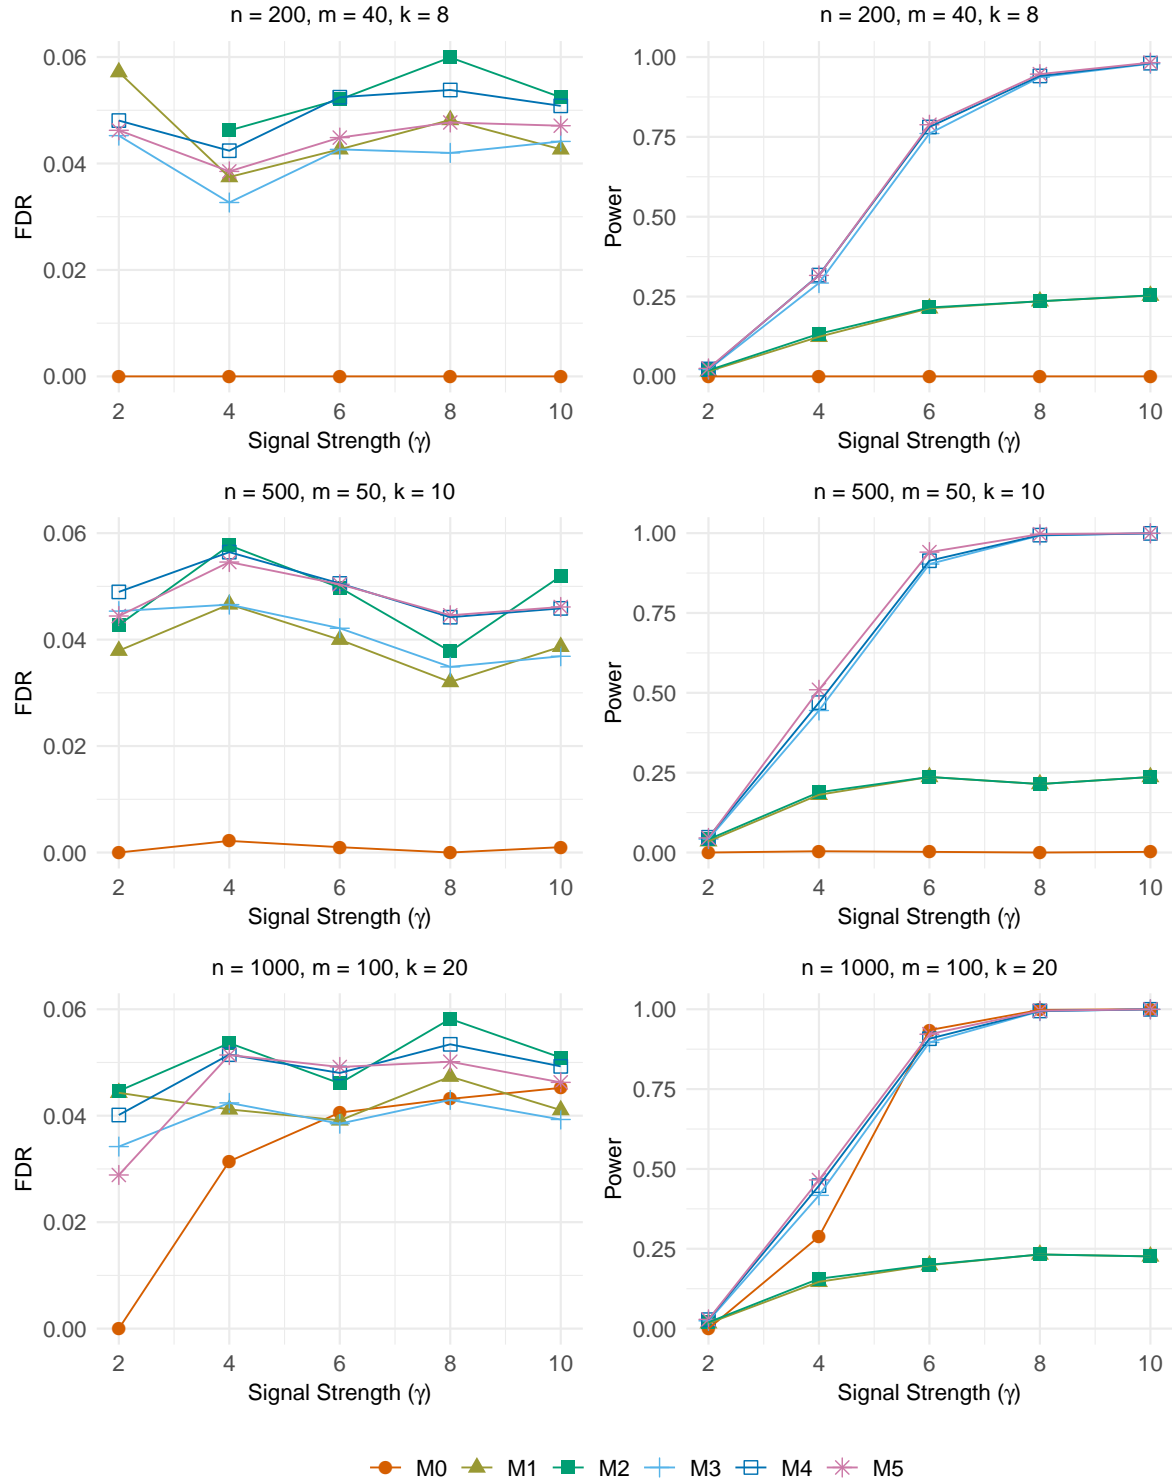 n = 200, m = 40, k = 8
0.06
0.04
0.02
0.00
FDR
2 4 6 8 10
Signal Strength (γ)
n = 200, m = 40, k = 8
1.00
0.75
0.50
0.25
0.00
Power
2 4 6 8 10
Signal Strength (γ)
n = 500, m = 50, k = 10
0.06
0.04
0.02
0.00
FDR
2 4 6 8 10
Signal Strength (γ)
n = 500, m = 50, k = 10
1.00
0.75
0.50
0.25
0.00
Power
2 4 6 8 10
Signal Strength (γ)
n = 1000, m = 100, k = 20
0.06
0.04
0.02
0.00
FDR
2 4 6 8 10
Signal Strength (γ)
n = 1000, m = 100, k = 20
1.00
0.75
0.50
0.25
0.00
Power
2 4 6 8 10
Signal Strength (γ)
M0 M1 M2 M3 M4 M5